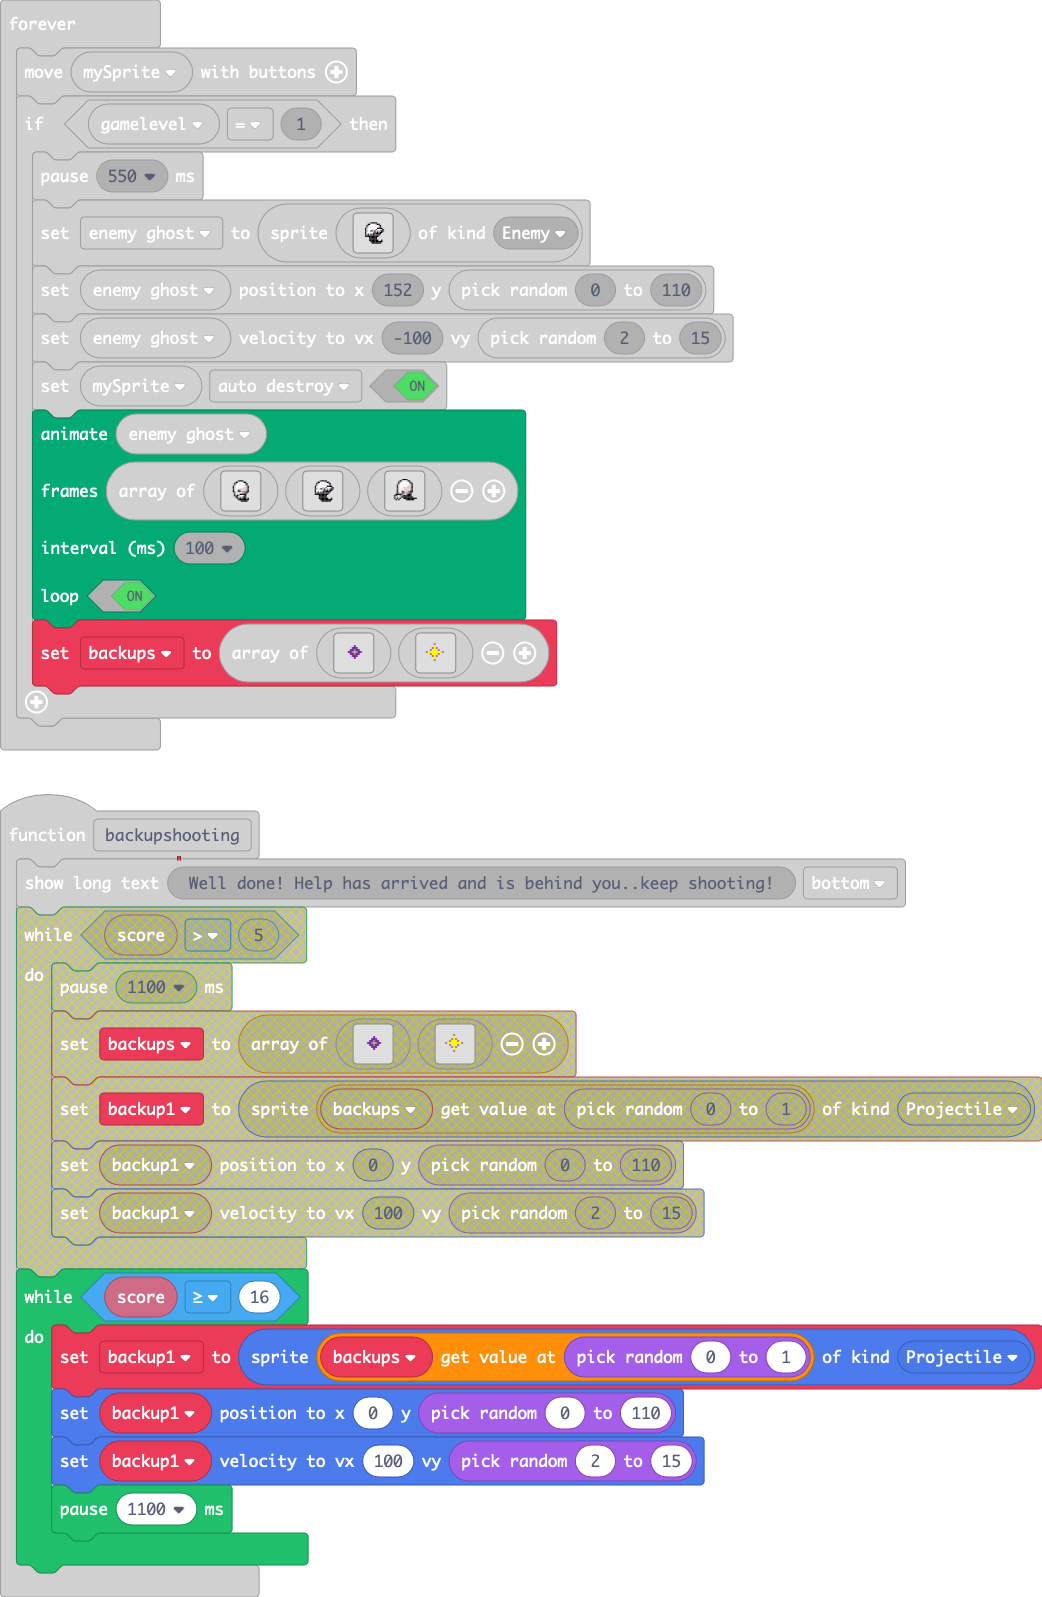 forever
move mySprite with buttons
if gamelevel = 1 then
pause 550 ms
set enemy ghost to sprite of kind Enemy
set enemy ghost position to x 152 y pick random 0 to 110
set enemy ghost velocity to vx -100 vy pick random 2 to 15
set mySprite auto destroy ON
animate enemy ghost
frames array of
interval (ms) 100
loop ON
set backups to array of
function backupshooting
show long text Well done! Help has arrived and is behind you..keep shooting! bottom
while score > 5
do
pause 1100 ms
set backups to array of
set backup1 to sprite backups get value at pick random 0 to 1 of kind Projectile
set backup1 position to x 0 y pick random 0 to 110
set backup1 velocity to vx 100 vy pick random 2 to 15
while score ≥ 16
do
set backup1 to sprite backups get value at pick random 0 to 1 of kind Projectile
set backup1 position to x 0 y pick random 0 to 110
set backup1 velocity to vx 100 vy pick random 2 to 15
pause 1100 ms